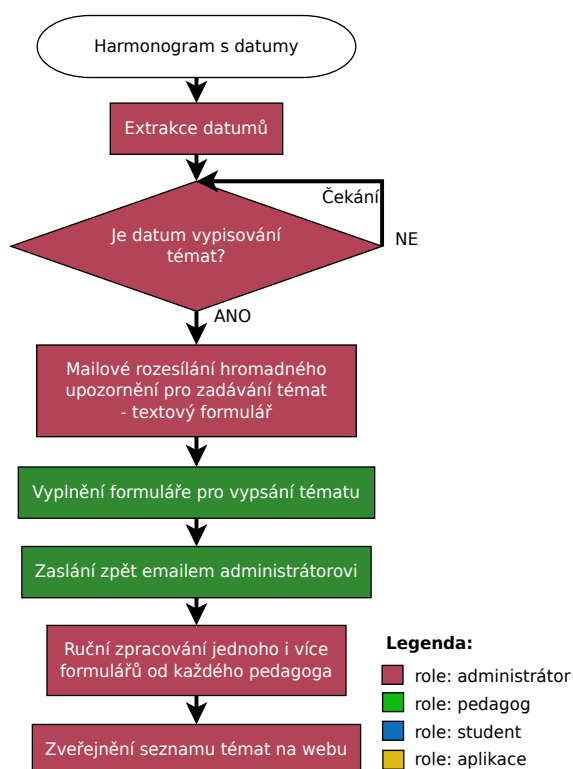 Harmonogram s datumy
Extrakce datumů
Čekání
Je datum vypisování
témat?
NE
ANO
Mailové rozesílání hromadného
upozornění pro zadávání témat
- textový formulář
Vyplnění formuláře pro vypsání tématu
Zaslání zpět emailem administrátorovi
Ruční zpracování jednoho i více
formulářů od každého pedagoga
Zveřejnění seznamu témat na webu
Legenda:
role: administrátor
role: pedagog
role: student
role: aplikace